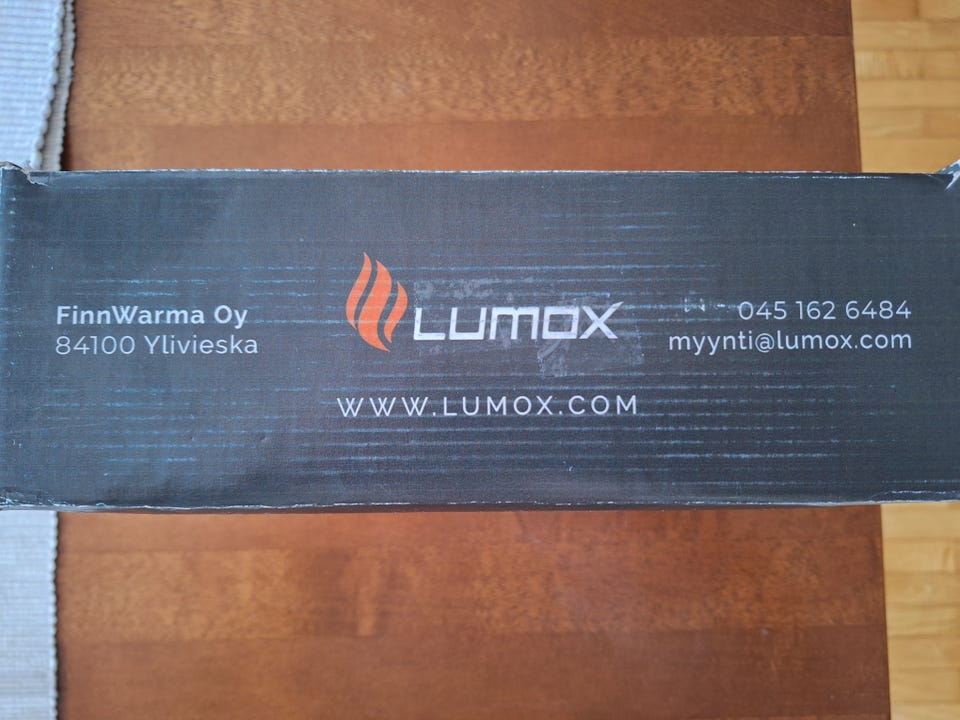 FinnWarma Oy
84100 Ylivieska
LUMOX
045 162 6484
myynti@lumox.com
WWW.LUMOX.COM